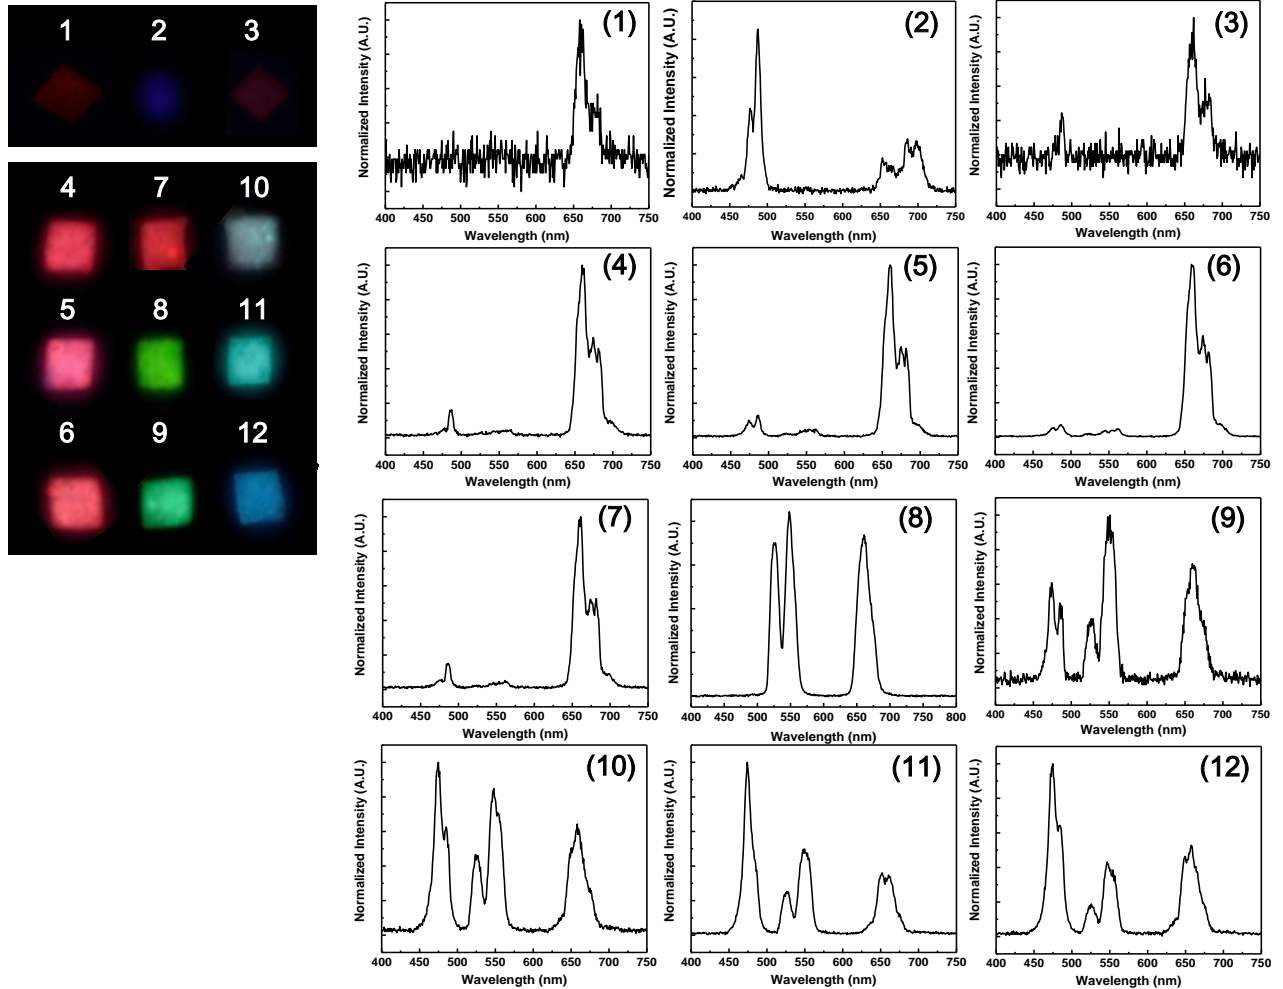 1 2 3
4 7 10
5 8 11
6 9 12
(1)
Normalized Intensity (A.U.)
400 450 500 550 600 650 700 750
Wavelength (nm)
(2)
Normalized Intensity (A.U.)
400 450 500 550 600 650 700 750
Wavelength (nm)
(3)
Normalized Intensity (A.U.)
400 450 500 550 600 650 700 750
Wavelength (nm)
(4)
Normalized Intensity (A.U.)
400 450 500 550 600 650 700 750
Wavelength (nm)
(5)
Normalized Intensity (A.U.)
400 450 500 550 600 650 700 750
Wavelength (nm)
(6)
Normalized Intensity (A.U.)
400 450 500 550 600 650 700 750
Wavelength (nm)
(7)
Normalized Intensity (A.U.)
400 450 500 550 600 650 700 750
Wavelength (nm)
(8)
Normalized Intensity (A.U.)
400 450 500 550 600 650 700 750 800
Wavelength (nm)
(9)
Normalized Intensity (A.U.)
400 450 500 550 600 650 700 750
Wavelength (nm)
(10)
Normalized Intensity (A.U.)
400 450 500 550 600 650 700 750
Wavelength (nm)
(11)
Normalized Intensity (A.U.)
400 450 500 550 600 650 700 750
Wavelength (nm)
(12)
Normalized Intensity (A.U.)
400 450 500 550 600 650 700 750
Wavelength (nm)